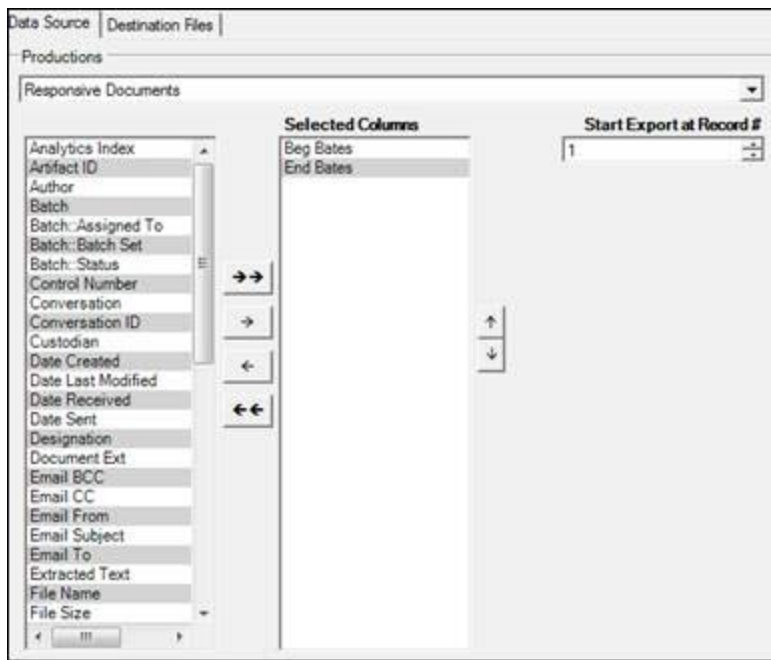 Data Source Destination Files
Productions
Responsive Documents
Selected Columns
Start Export at Record #
Analytics Index
Artifact ID
Author
Batch
Batch::Assigned To
Batch::Batch Set
Batch::Status
Control Number
Conversation
Conversation ID
Custodian
Date Created
Date Last Modified
Date Received
Date Sent
Designation
Document Ext
Email BCC
Email CC
Email From
Email Subject
Email To
Extracted Text
File Name
File Size
Beg Bates
End Bates
1